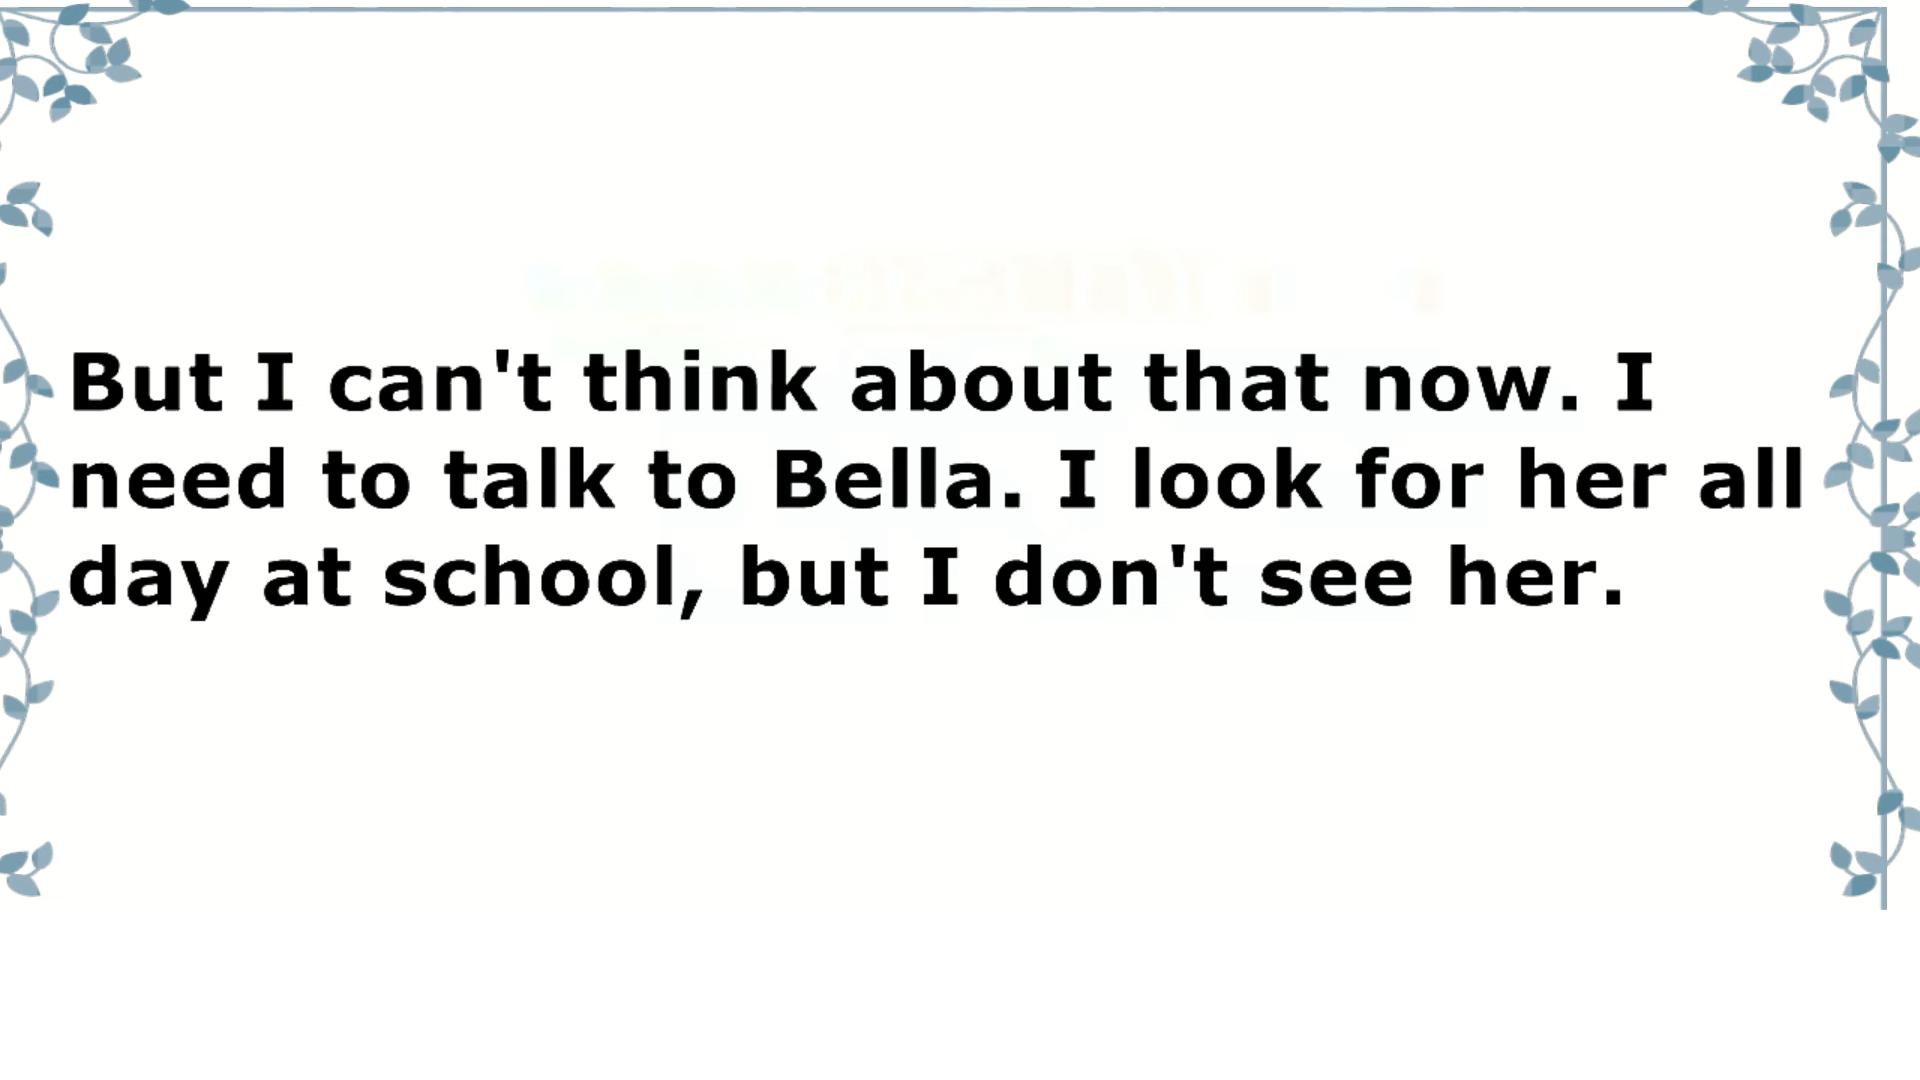 But I can't think about that now. I
need to talk to Bella. I look for her all
day at school, but I don't see her.